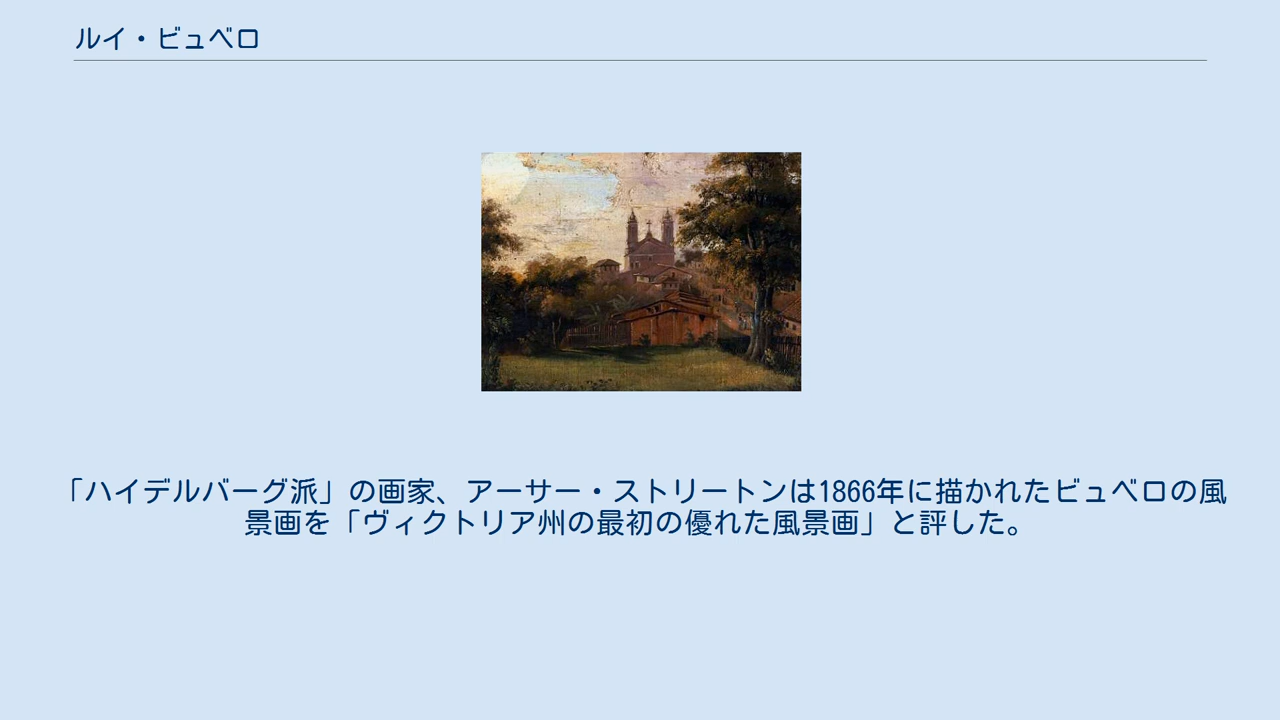 ルイ・ビュベロ
「ハイデルバーグ派」の画家、アーサー・ストリートンは1866年に描かれたビュベロの風
景画を「ヴィクトリア州の最初の優れた風景画」と評した。